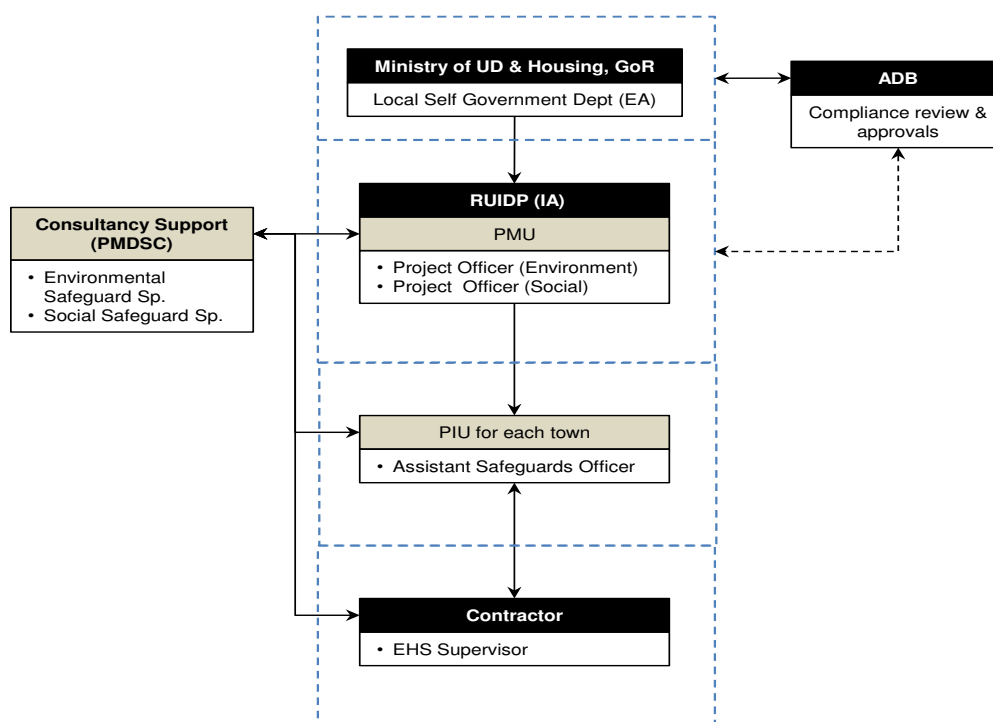 Ministry of UD & Housing, GoR
Local Self Government Dept (EA)
ADB
Compliance review &
approvals
RUIDP (IA)
PMU
• Project Officer (Environment)
• Project Officer (Social)
Consultancy Support
(PMDSC)
• Environmental
Safeguard Sp.
• Social Safeguard Sp.
PIU for each town
• Assistant Safeguards Officer
Contractor
• EHS Supervisor